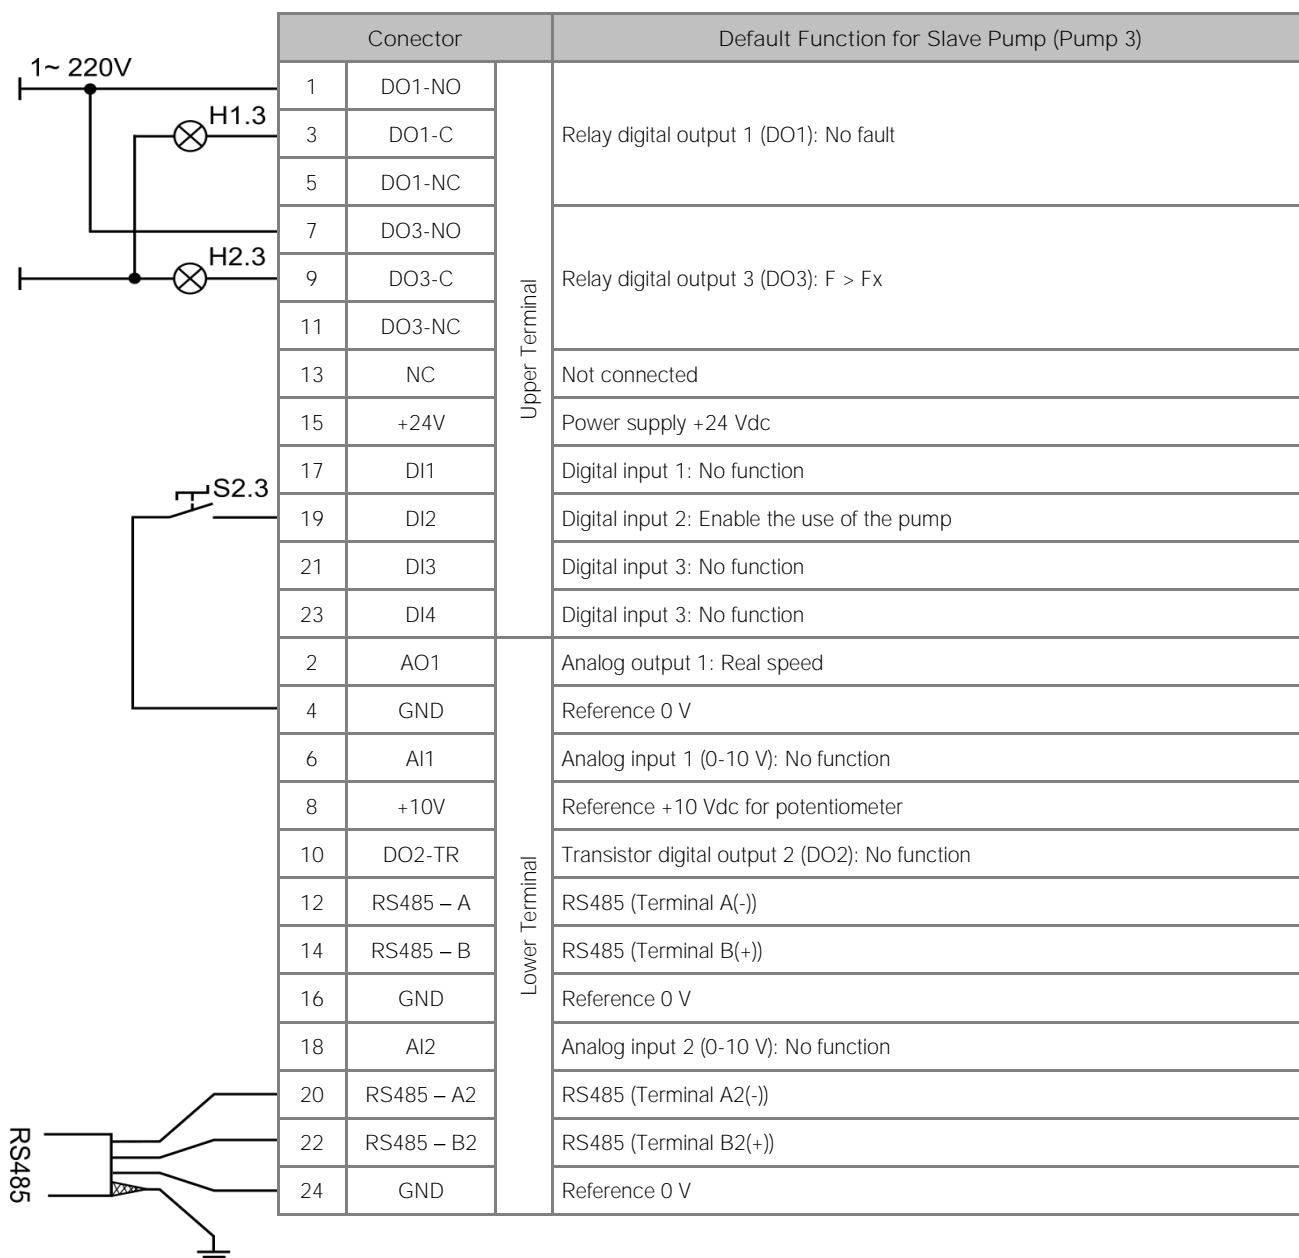 Conector Default Function for Slave Pump (Pump 3)
1~ 220V
1 DO1-NO
H1.3
3 DO1-C Relay digital output 1 (DO1): No fault
5 DO1-NC
7 DO3-NO
H2.3
9 DO3-C Relay digital output 3 (DO3): F > Fx
11 DO3-NC
Upper Terminal
13 NC Not connected
15 +24V Power supply +24 Vdc
17 DI1 Digital input 1: No function
S2.3
19 DI2 Digital input 2: Enable the use of the pump
21 DI3 Digital input 3: No function
23 DI4 Digital input 3: No function
2 AO1 Analog output 1: Real speed
4 GND Reference 0 V
6 AI1 Analog input 1 (0-10 V): No function
8 +10V Reference +10 Vdc for potentiometer
10 DO2-TR Transistor digital output 2 (DO2): No function
Lower Terminal
12 RS485 – A RS485 (Terminal A(-))
14 RS485 – B RS485 (Terminal B(+))
16 GND Reference 0 V
18 AI2 Analog input 2 (0-10 V): No function
20 RS485 – A2 RS485 (Terminal A2(-))
22 RS485 – B2 RS485 (Terminal B2(+))
RS485
24 GND Reference 0 V